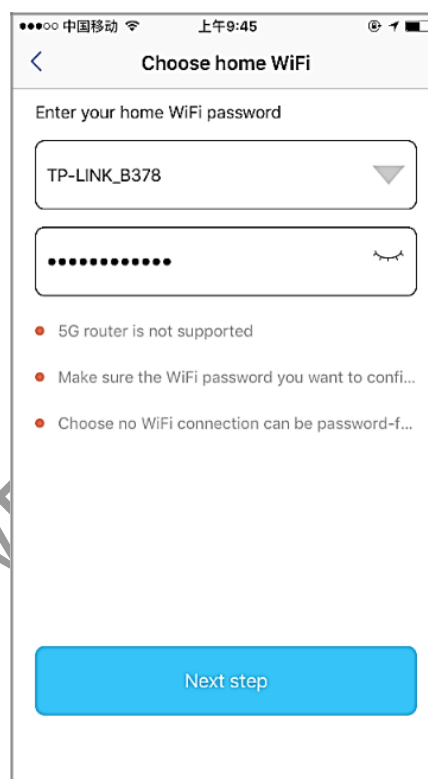 中国移动 上午9:45
Choose home WiFi
Enter your home WiFi password
TP-LINK_B378
••••••••••••
5G router is not supported
Make sure the WiFi password you want to confi...
Choose no WiFi connection can be password-f...
Next step